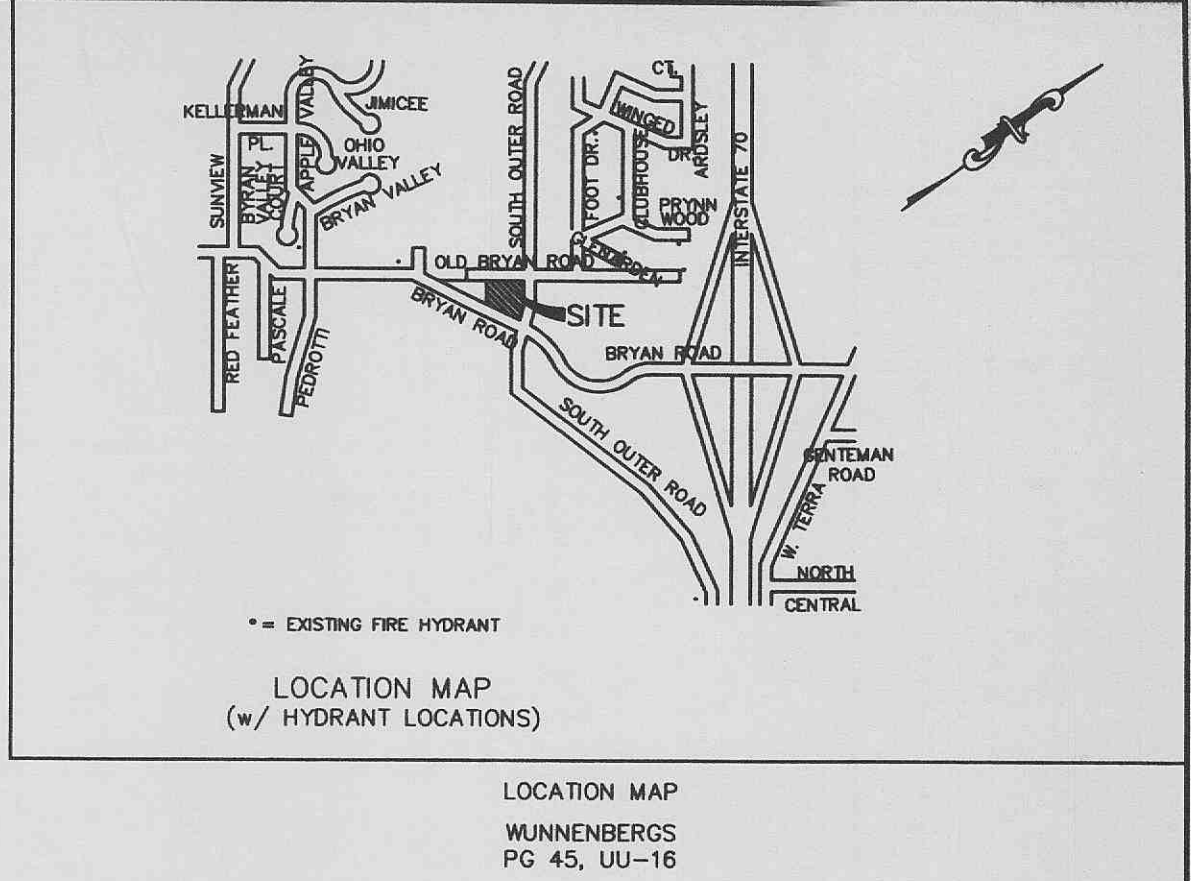 KELLERMAN
PL.
SUNVIEW
BYRAN
VALLEY
COURT
APPLE VALLEY
JIMICEE
OHIO
VALLEY
BRYAN VALLEY
SOUTH OUTER ROAD
CT.
WINGED
FOOT DR.
CLUBHOUSE
DR.
ARDSLEY
PRYNN
WOOD
INTERSTATE 70
OLD BRYAN ROAD
RED FEATHER
PASCALE
PEDROTTI
BRYAN ROAD
SITE
BRYAN ROAD
SOUTH OUTER ROAD
GENTEMAN
ROAD
W. TERRA
NORTH
CENTRAL
• = EXISTING FIRE HYDRANT
LOCATION MAP
(w/ HYDRANT LOCATIONS)
LOCATION MAP
WUNNENBERGS
PG 45, UU-16